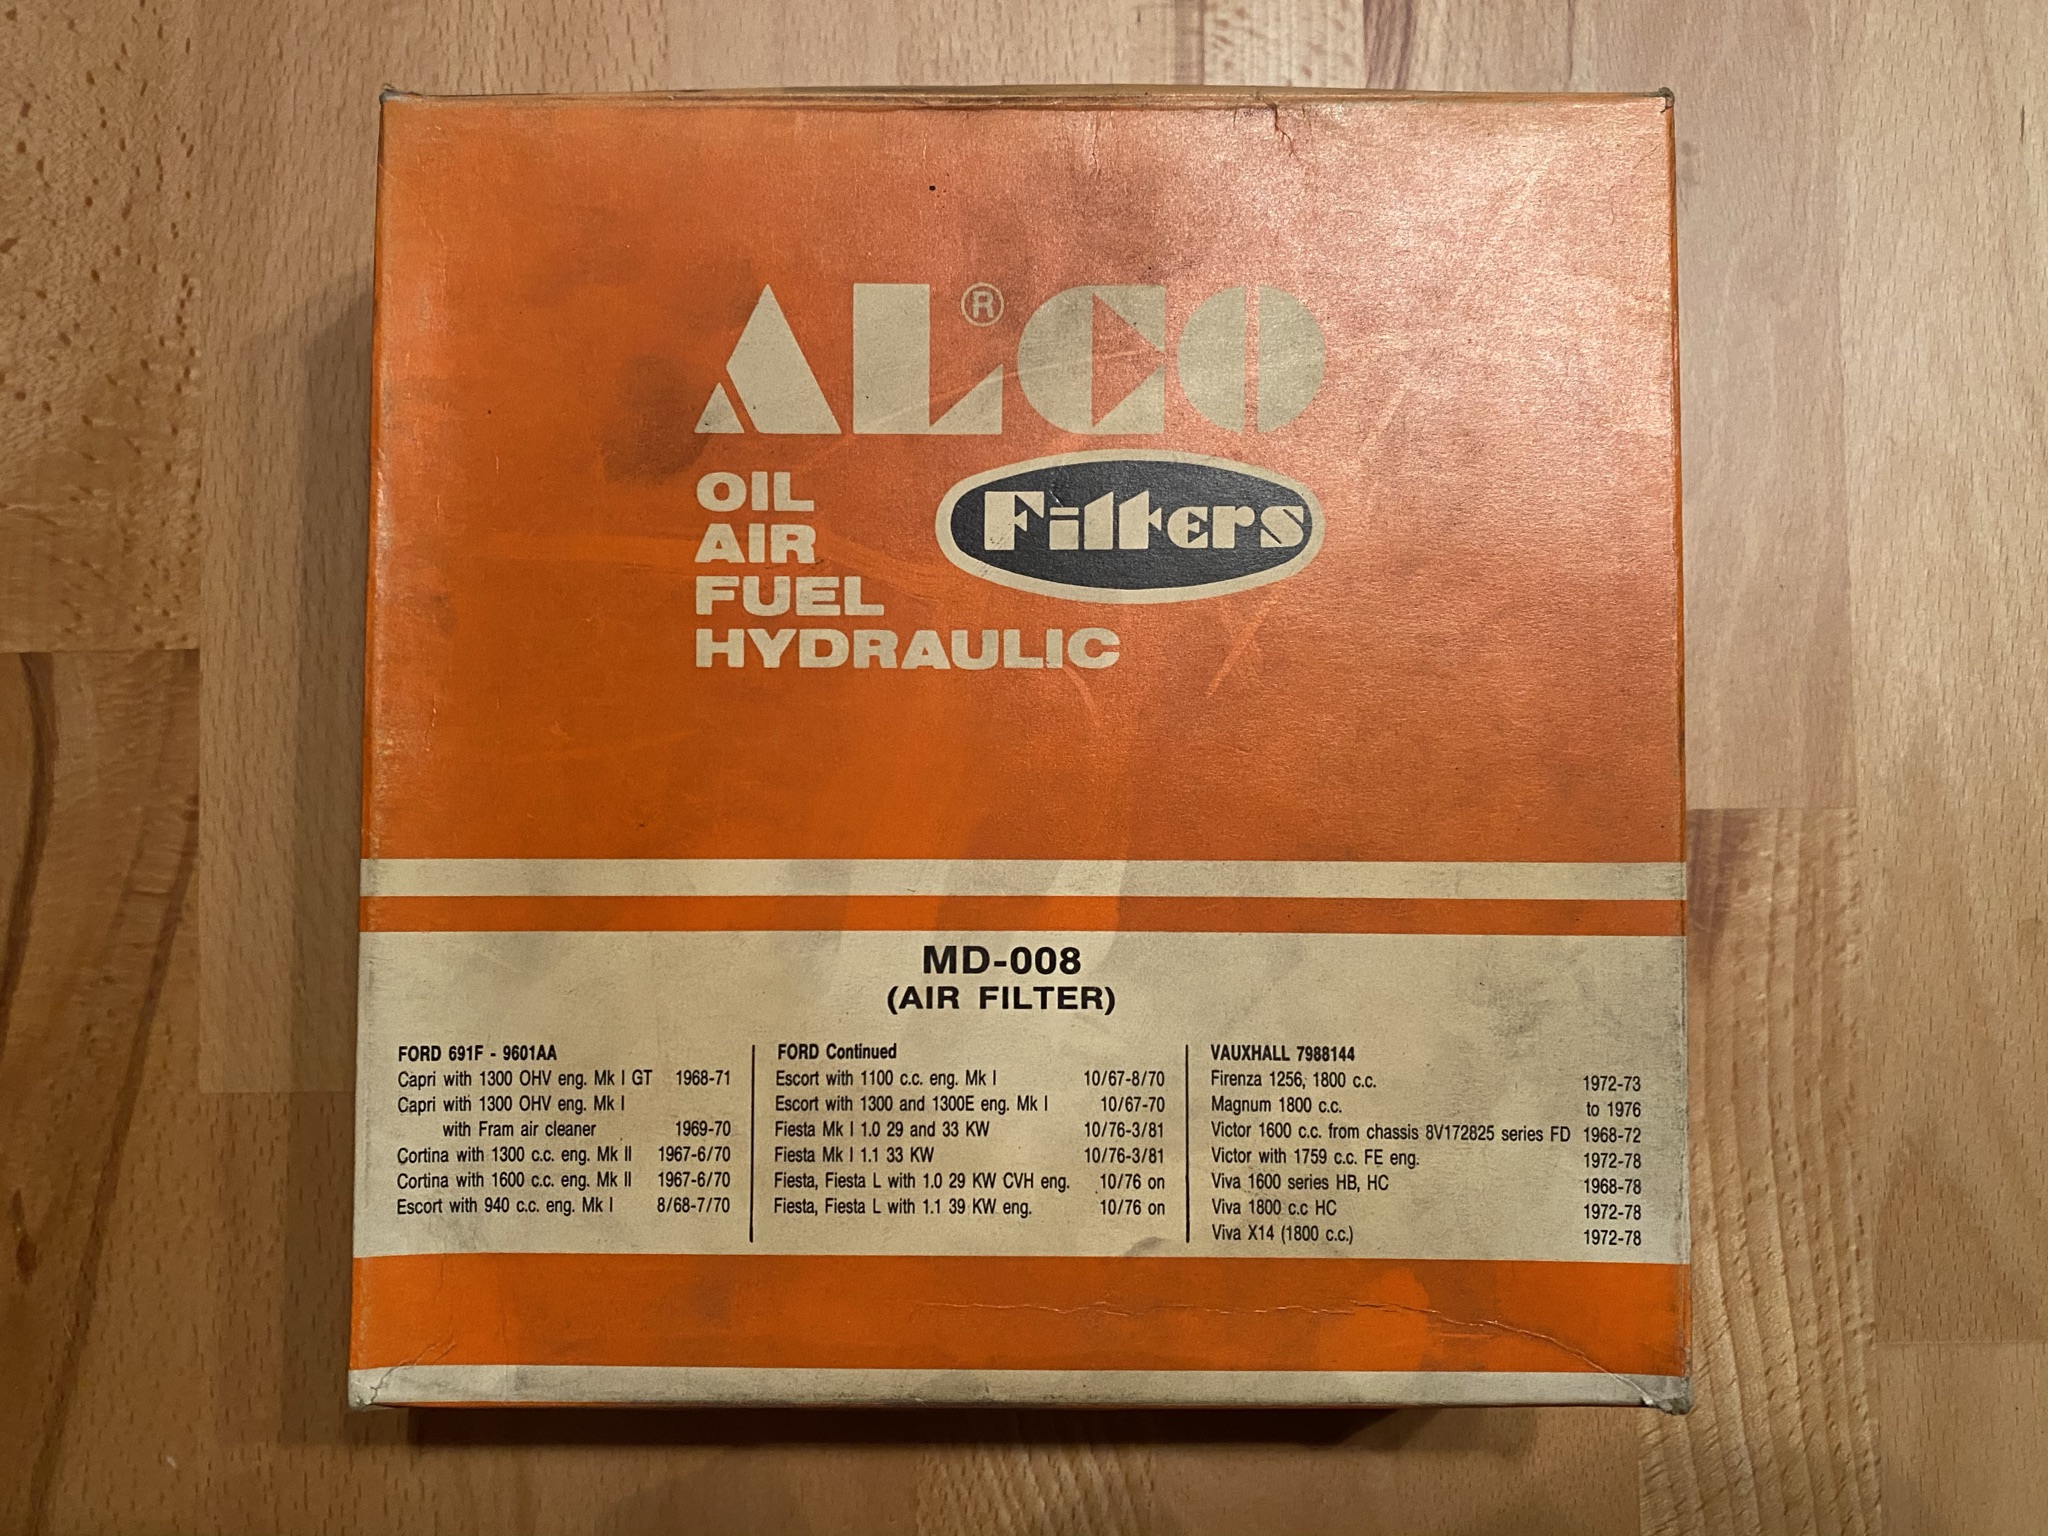 ALCO®
Filters
OIL
AIR
FUEL
HYDRAULIC
MD-008
(AIR FILTER)
FORD 691F - 9601AA
Capri with 1300 OHV eng. Mk I GT 1968-71
Capri with 1300 OHV eng. Mk I
with Fram air cleaner 1969-70
Cortina with 1300 c.c. eng. Mk II 1967-6/70
Cortina with 1600 c.c. eng. Mk II 1967-6/70
Escort with 940 c.c. eng. Mk I 8/68-7/70
FORD Continued
Escort with 1100 c.c. eng. Mk I 10/67-8/70
Escort with 1300 and 1300E eng. Mk I 10/67-70
Fiesta Mk I 1.0 29 and 33 KW 10/76-3/81
Fiesta Mk I 1.1 33 KW 10/76-3/81
Fiesta, Fiesta L with 1.0 29 KW CVH eng. 10/76 on
Fiesta, Fiesta L with 1.1 39 KW eng. 10/76 on
VAUXHALL 7988144
Firenza 1256, 1800 c.c. 1972-73
Magnum 1800 c.c. to 1976
Victor 1600 c.c. from chassis 8V172825 series FD 1968-72
Victor with 1759 c.c. FE eng. 1972-78
Viva 1600 series HB, HC 1968-78
Viva 1800 c.c HC 1972-78
Viva X14 (1800 c.c.) 1972-78